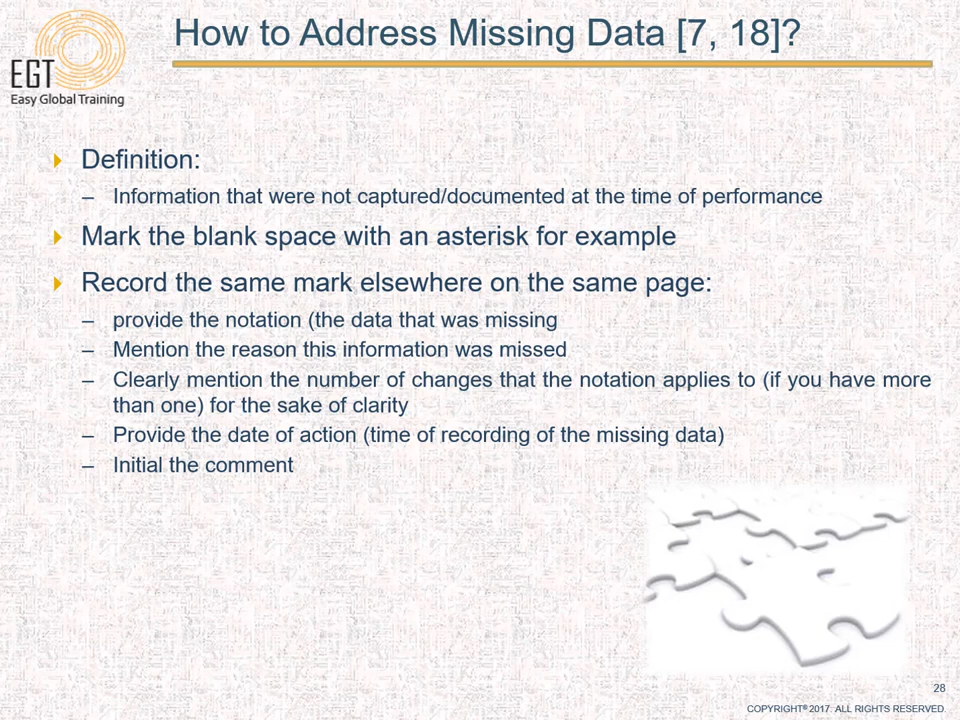 How to Address Missing Data [7, 18]?
EGT
Easy Global Training
Definition:
– Information that were not captured/documented at the time of performance
Mark the blank space with an asterisk for example
Record the same mark elsewhere on the same page:
– provide the notation (the data that was missing
– Mention the reason this information was missed
– Clearly mention the number of changes that the notation applies to (if you have more
than one) for the sake of clarity
– Provide the date of action (time of recording of the missing data)
– Initial the comment
28
COPYRIGHT® 2017. ALL RIGHTS RESERVED.